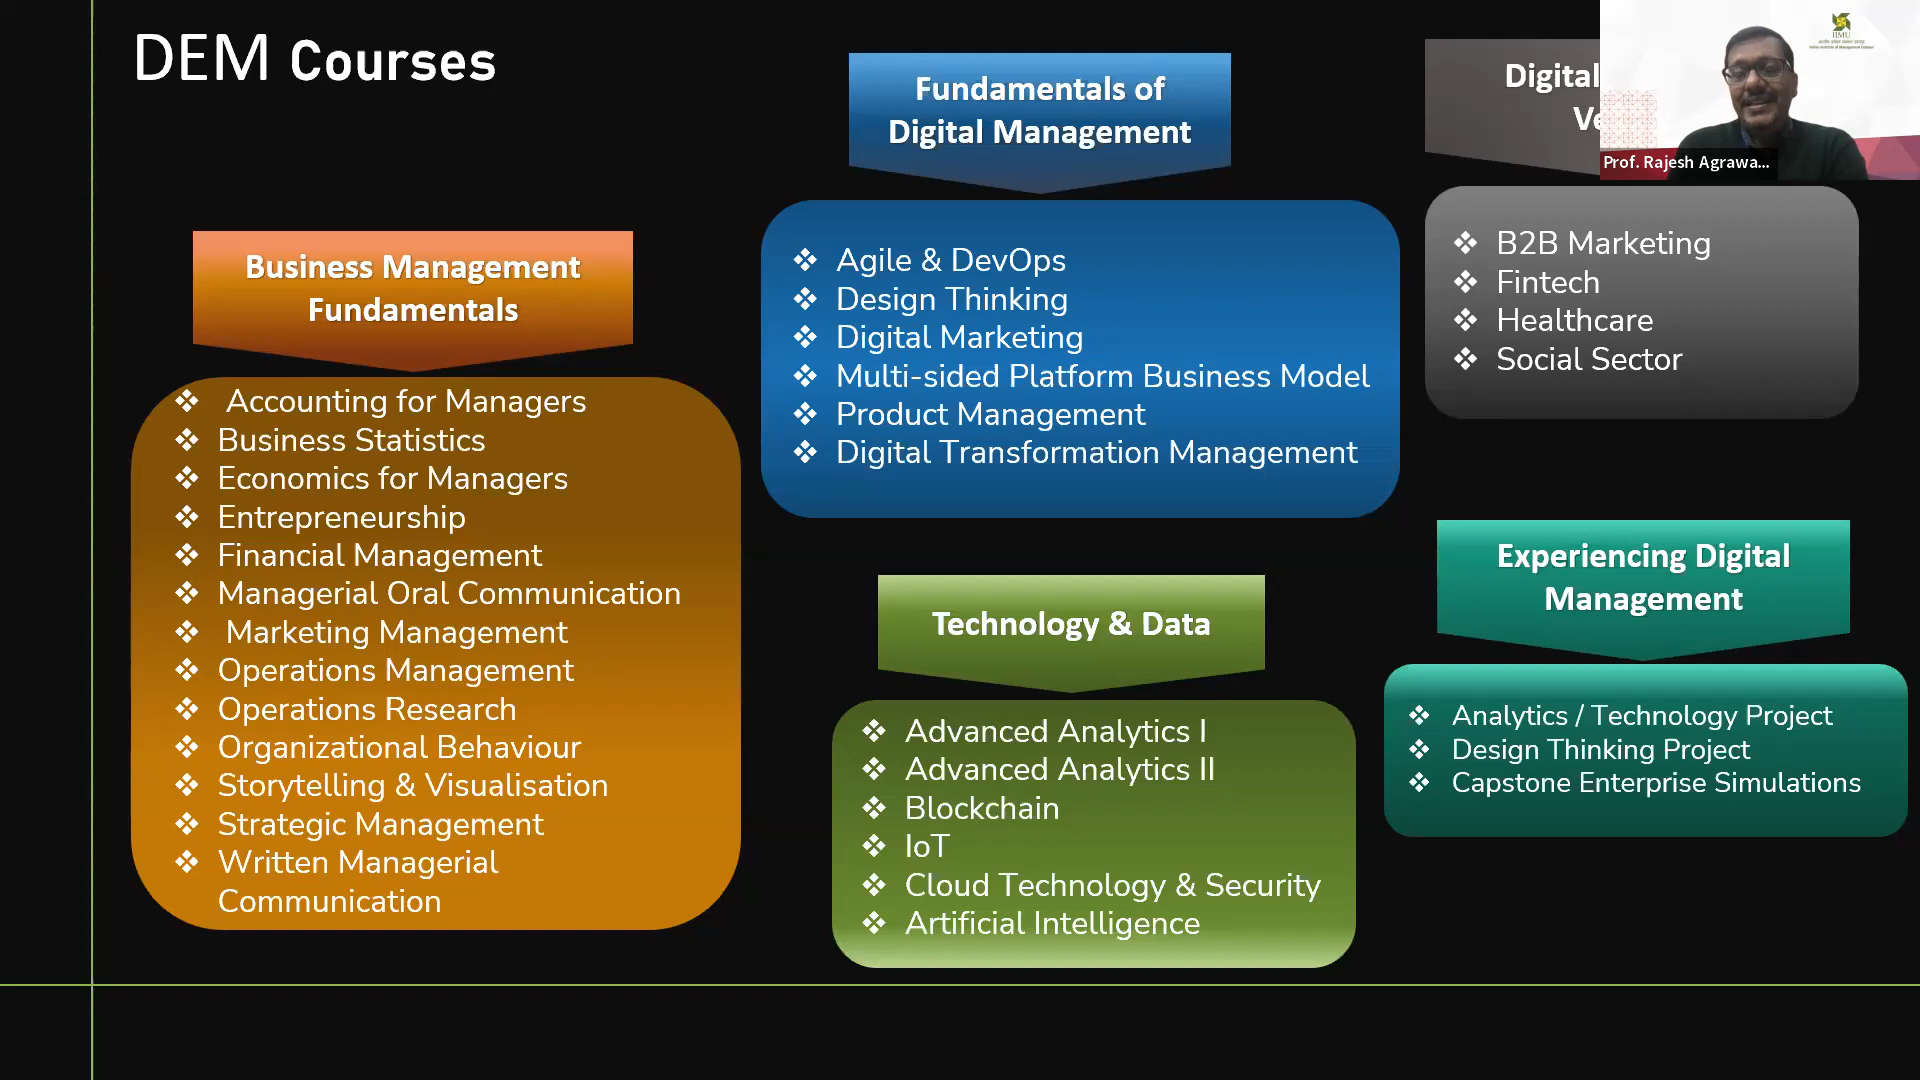 DEM Courses
Business Management
Fundamentals
❖ Accounting for Managers
❖ Business Statistics
❖ Economics for Managers
❖ Entrepreneurship
❖ Financial Management
❖ Managerial Oral Communication
❖ Marketing Management
❖ Operations Management
❖ Operations Research
❖ Organizational Behaviour
❖ Storytelling & Visualisation
❖ Strategic Management
❖ Written Managerial
Communication
Fundamentals of
Digital Management
❖ Agile & DevOps
❖ Design Thinking
❖ Digital Marketing
❖ Multi-sided Platform Business Model
❖ Product Management
❖ Digital Transformation Management
Technology & Data
❖ Advanced Analytics I
❖ Advanced Analytics II
❖ Blockchain
❖ IoT
❖ Cloud Technology & Security
❖ Artificial Intelligence
Digital
❖ B2B Marketing
❖ Fintech
❖ Healthcare
❖ Social Sector
Experiencing Digital
Management
❖ Analytics / Technology Project
❖ Design Thinking Project
❖ Capstone Enterprise Simulations
IIMU
Prof. Rajesh Agrawa...